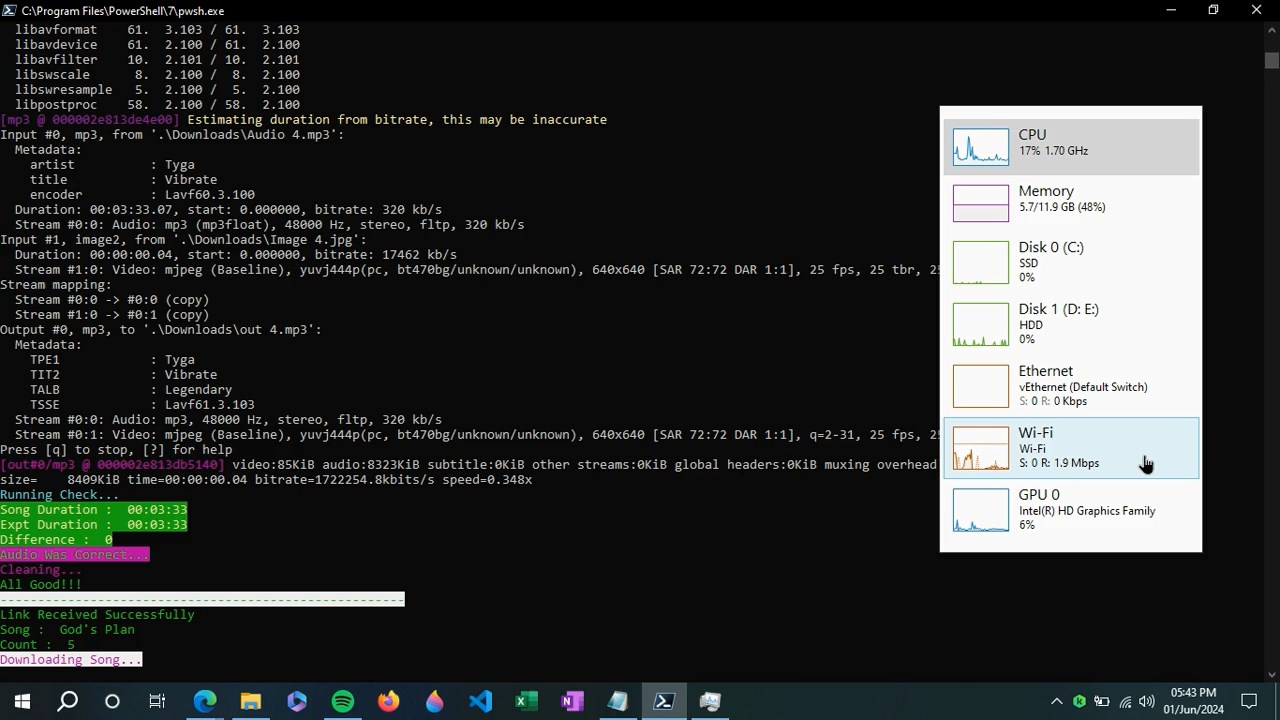 C:\Program Files\PowerShell\7\pwsh.exe
libavformat    61.  3.103 / 61.  3.103
libavdevice    61.  2.100 / 61.  2.100
libavfilter    10.  2.101 / 10.  2.101
libswscale      8.  2.100 /  8.  2.100
libswresample   5.  2.100 /  5.  2.100
libpostproc    58.  2.100 / 58.  2.100
[mp3 @ 000002e813de4e00] Estimating duration from bitrate, this may be inaccurate
Input #0, mp3, from '.\Downloads\Audio 4.mp3':
Metadata:
artist          : Tyga
title           : Vibrate
encoder         : Lavf60.3.100
Duration: 00:03:33.07, start: 0.000000, bitrate: 320 kb/s
Stream #0:0: Audio: mp3 (mp3float), 48000 Hz, stereo, fltp, 320 kb/s
Input #1, image2, from '.\Downloads\Image 4.jpg':
Duration: 00:00:00.04, start: 0.000000, bitrate: 17462 kb/s
Stream #1:0: Video: mjpeg (Baseline), yuvj444p(pc, bt470bg/unknown/unknown), 640x640 [SAR 72:72 DAR 1:1], 25 fps, 25 tbr, 2
Stream mapping:
Stream #0:0 -> #0:0 (copy)
Stream #1:0 -> #0:1 (copy)
Output #0, mp3, to '.\Downloads\out 4.mp3':
Metadata:
TPE1            : Tyga
TIT2            : Vibrate
TALB            : Legendary
TSSE            : Lavf61.3.103
Stream #0:0: Audio: mp3, 48000 Hz, stereo, fltp, 320 kb/s
Stream #0:1: Video: mjpeg (Baseline), yuvj444p(pc, bt470bg/unknown/unknown), 640x640 [SAR 72:72 DAR 1:1], q=2-31, 25 fps, 25
Press [q] to stop, [?] for help
[out#0/mp3 @ 000002e813db5140] video:85KiB audio:8323KiB subtitle:0KiB other streams:0KiB global headers:0KiB muxing overhead
size=    8409KiB time=00:00:00.04 bitrate=1722254.8kbits/s speed=0.348x
Running Check...
Song Duration :  00:03:33
Expt Duration :  00:03:33
Difference :  0
Audio Was Connect...
Cleaning...
All Good!!!
----------------------------------------------------
Link Received Successfully
Song :  God's Plan
Count :  5
Downloading Song...
CPU
17% 1.70 GHz
Memory
5.7/11.9 GB (48%)
Disk 0 (C:)
SSD
0%
Disk 1 (D: E:)
HDD
0%
Ethernet
vEthernet (Default Switch)
S: 0 R: 0 Kbps
Wi-Fi
Wi-Fi
S: 0 R: 1.9 Mbps
GPU 0
Intel(R) HD Graphics Family
6%
05:43 PM
01/Jun/2024